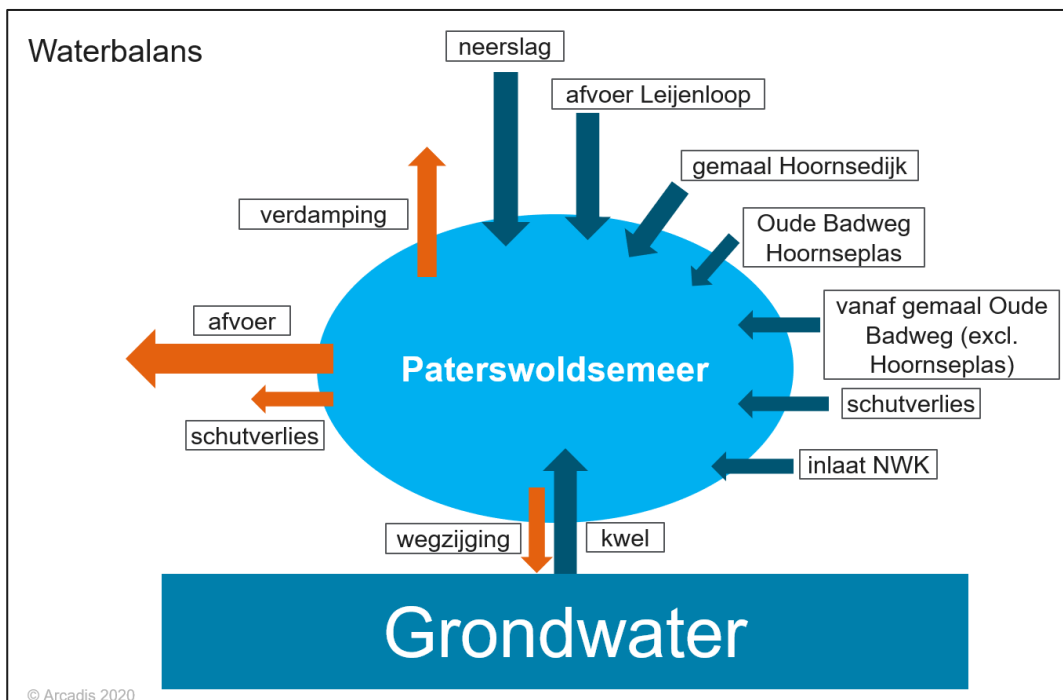 Waterbalans
neerslag
afvoer Leijenloop
gemaal Hoornsedijk
verdamping
Oude Badweg
Hoornseplas
afvoer
vanaf gemaal Oude
Badweg (excl.
Hoornseplas)
Paterswoldsemeer
schutverlies
schutverlies
inlaat NWK
wegzijging
kwel
Grondwater
© Arcadis 2020